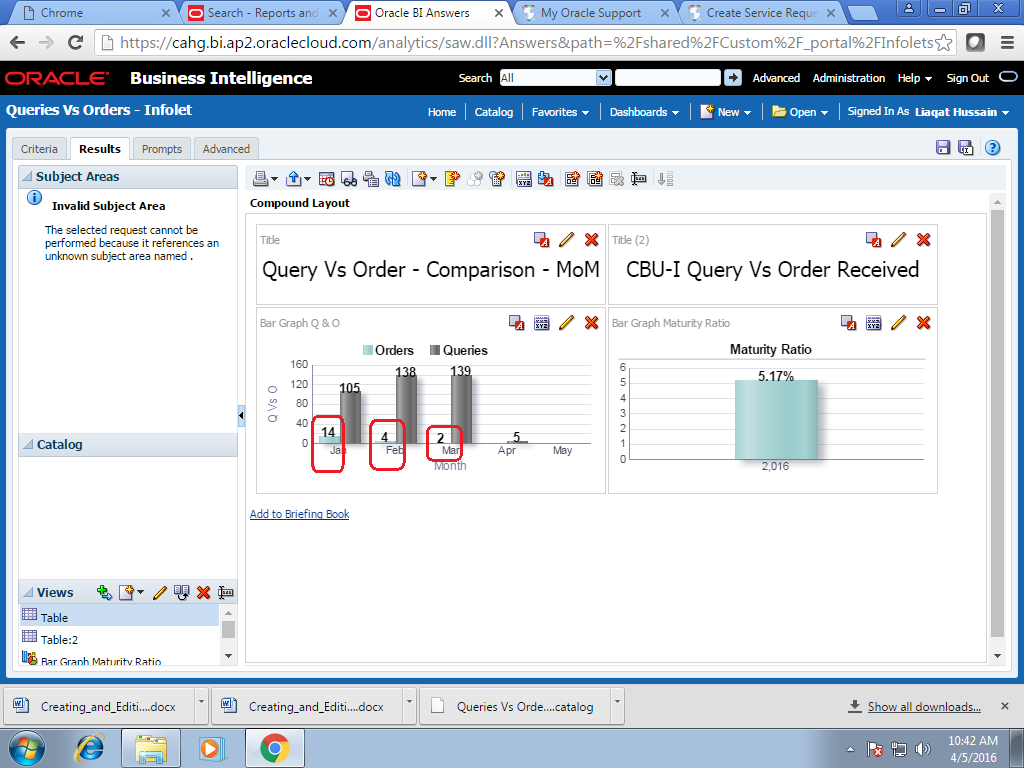 Chrome
Search - Reports and
Oracle BI Answers
My Oracle Support
Create Service Reque
https://cahg.bi.ap2.oraclecloud.com/analytics/saw.dll?Answers&path=%2Fshared%2FCustom%2F_portal%2FInfolets
ORACLE Business Intelligence
Search All Advanced Administration Help Sign Out
Queries Vs Orders - Infolet
Home Catalog Favorites Dashboards New Open Signed In As Liaqat Hussain
Criteria Results Prompts Advanced
Subject Areas
Invalid Subject Area
The selected request cannot be
performed because it references an
unknown subject area named .
Catalog
Views
Table
Table:2
Bar Graph Maturity Ratio
Compound Layout
Title
Query Vs Order - Comparison - MoM
Title (2)
CBU-I Query Vs Order Received
Bar Graph Q & O
Orders Queries
Q Vs O
160
120
80
40
0
14 105 4 138 2 139 5
Jan Feb Mar Apr May
Month
Bar Graph Maturity Ratio
Maturity Ratio
6
5
4
3
2
1
0
5.17%
2,016
Add to Briefing Book
Creating_and_Editi....docx
Creating_and_Editi....docx
Queries Vs Orde....catalog
Show all downloads...
10:42 AM
4/5/2016